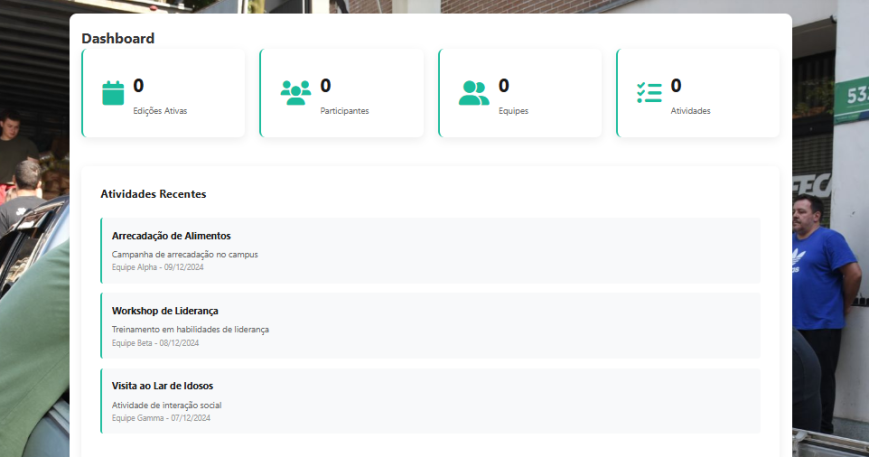 Dashboard
0
Edições Ativas
0
Participantes
0
Equipes
0
Atividades
53
Atividades Recentes
Arrecadação de Alimentos
Campanha de arrecadação no campus
Equipe Alpha - 09/12/2024
Workshop de Liderança
Treinamento em habilidades de liderança
Equipe Beta - 08/12/2024
Visita ao Lar de Idosos
Atividade de interação social
Equipe Gamma - 07/12/2024